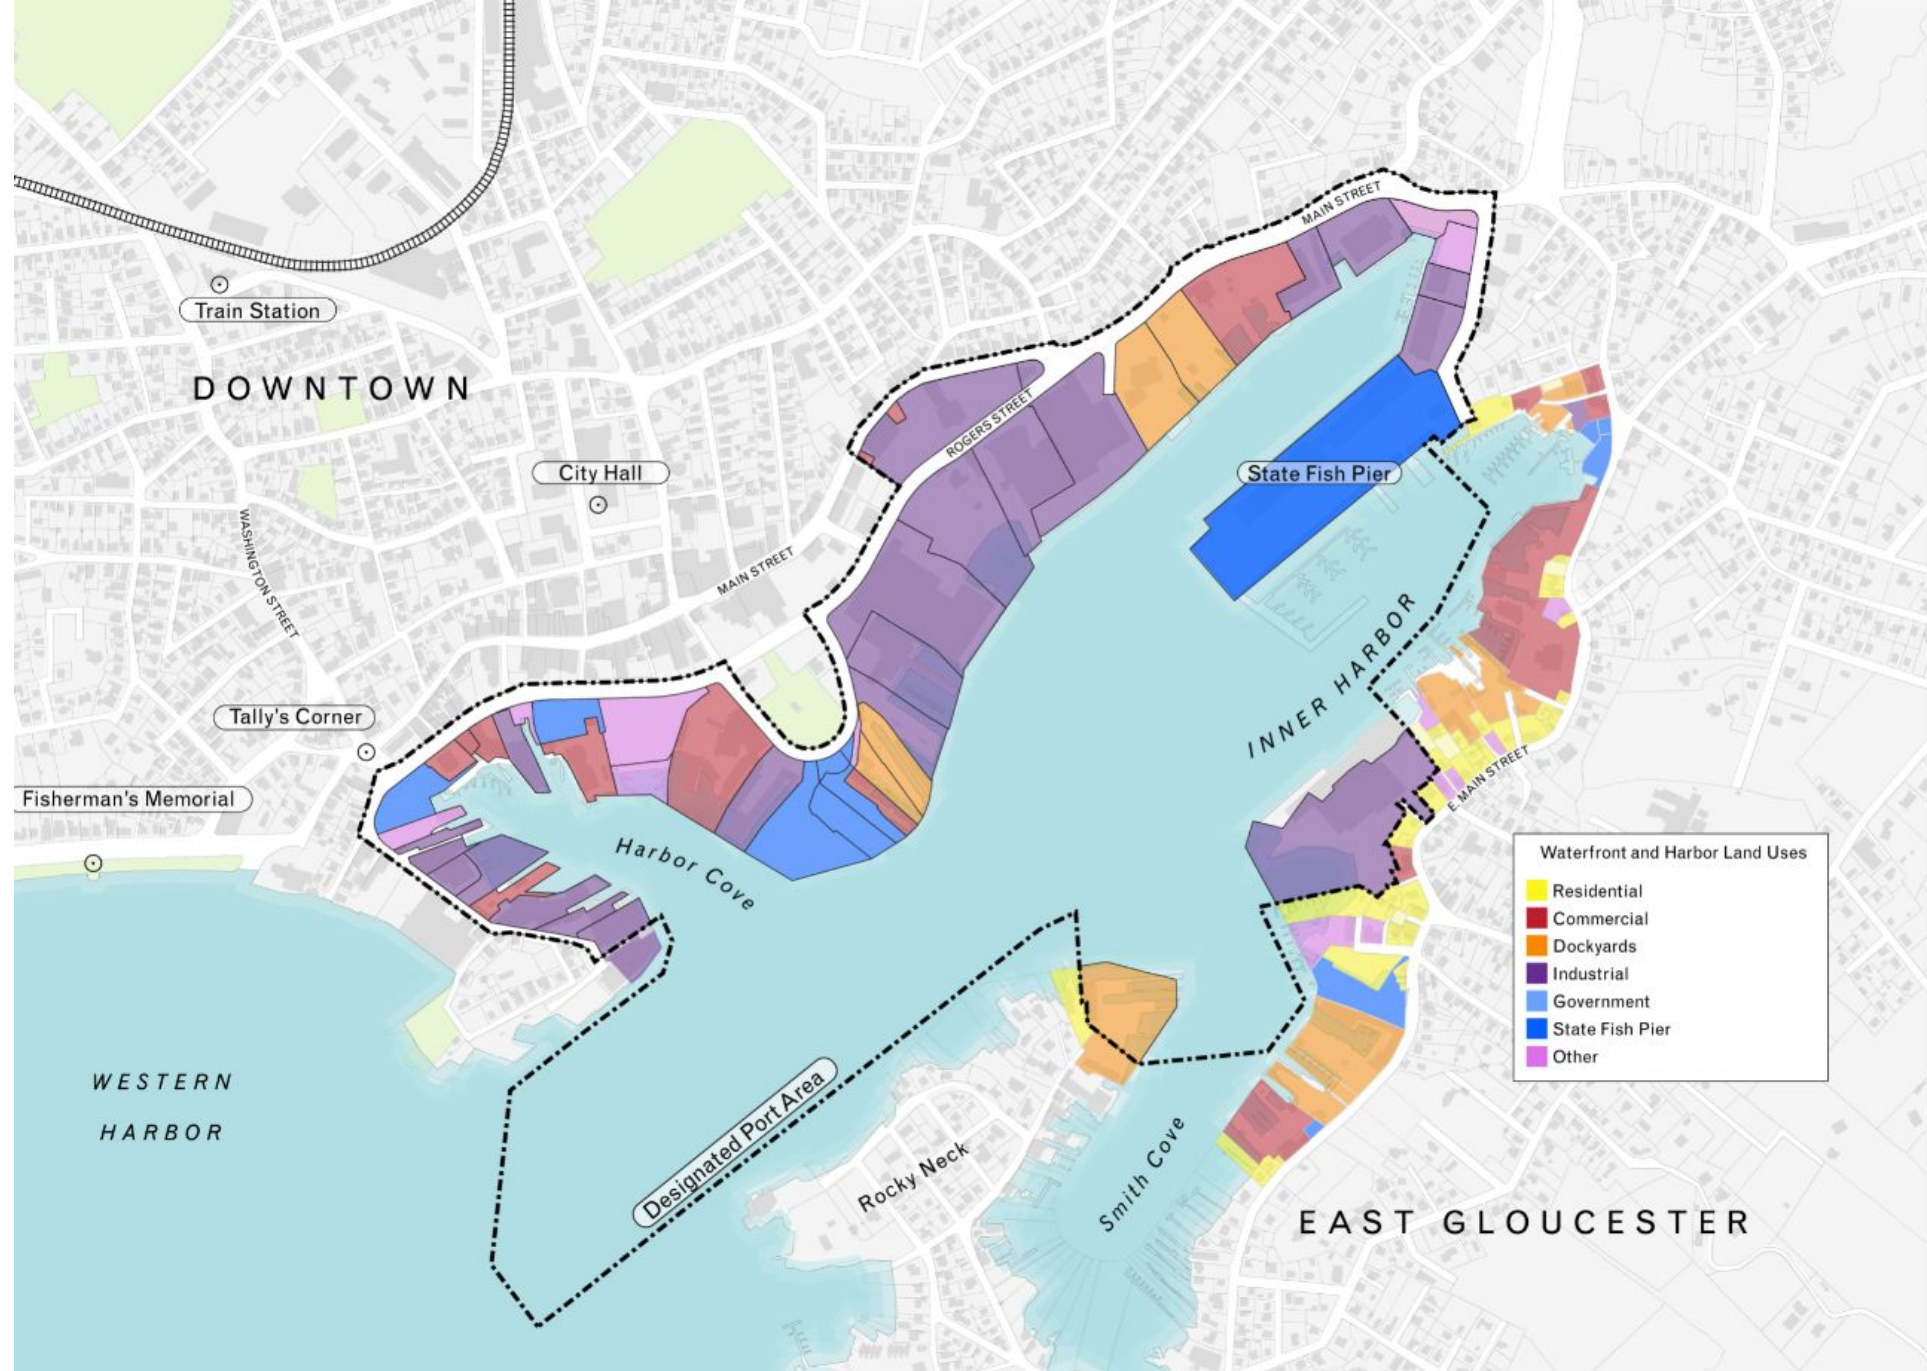 MAIN STREET
Train Station
DOWNTOWN
ROGERS STREET
City Hall
State Fish Pier
WASHINGTON STREET
MAIN STREET
INNER HARBOR
Tally's Corner
E. MAIN STREET
Fisherman's Memorial
Harbor Cove
Waterfront and Harbor Land Uses
Residential
Commercial
Dockyards
Industrial
Government
State Fish Pier
Other
WESTERN
HARBOR
Designated Port Area
Rocky Neck
Smith Cove
EAST GLOUCESTER